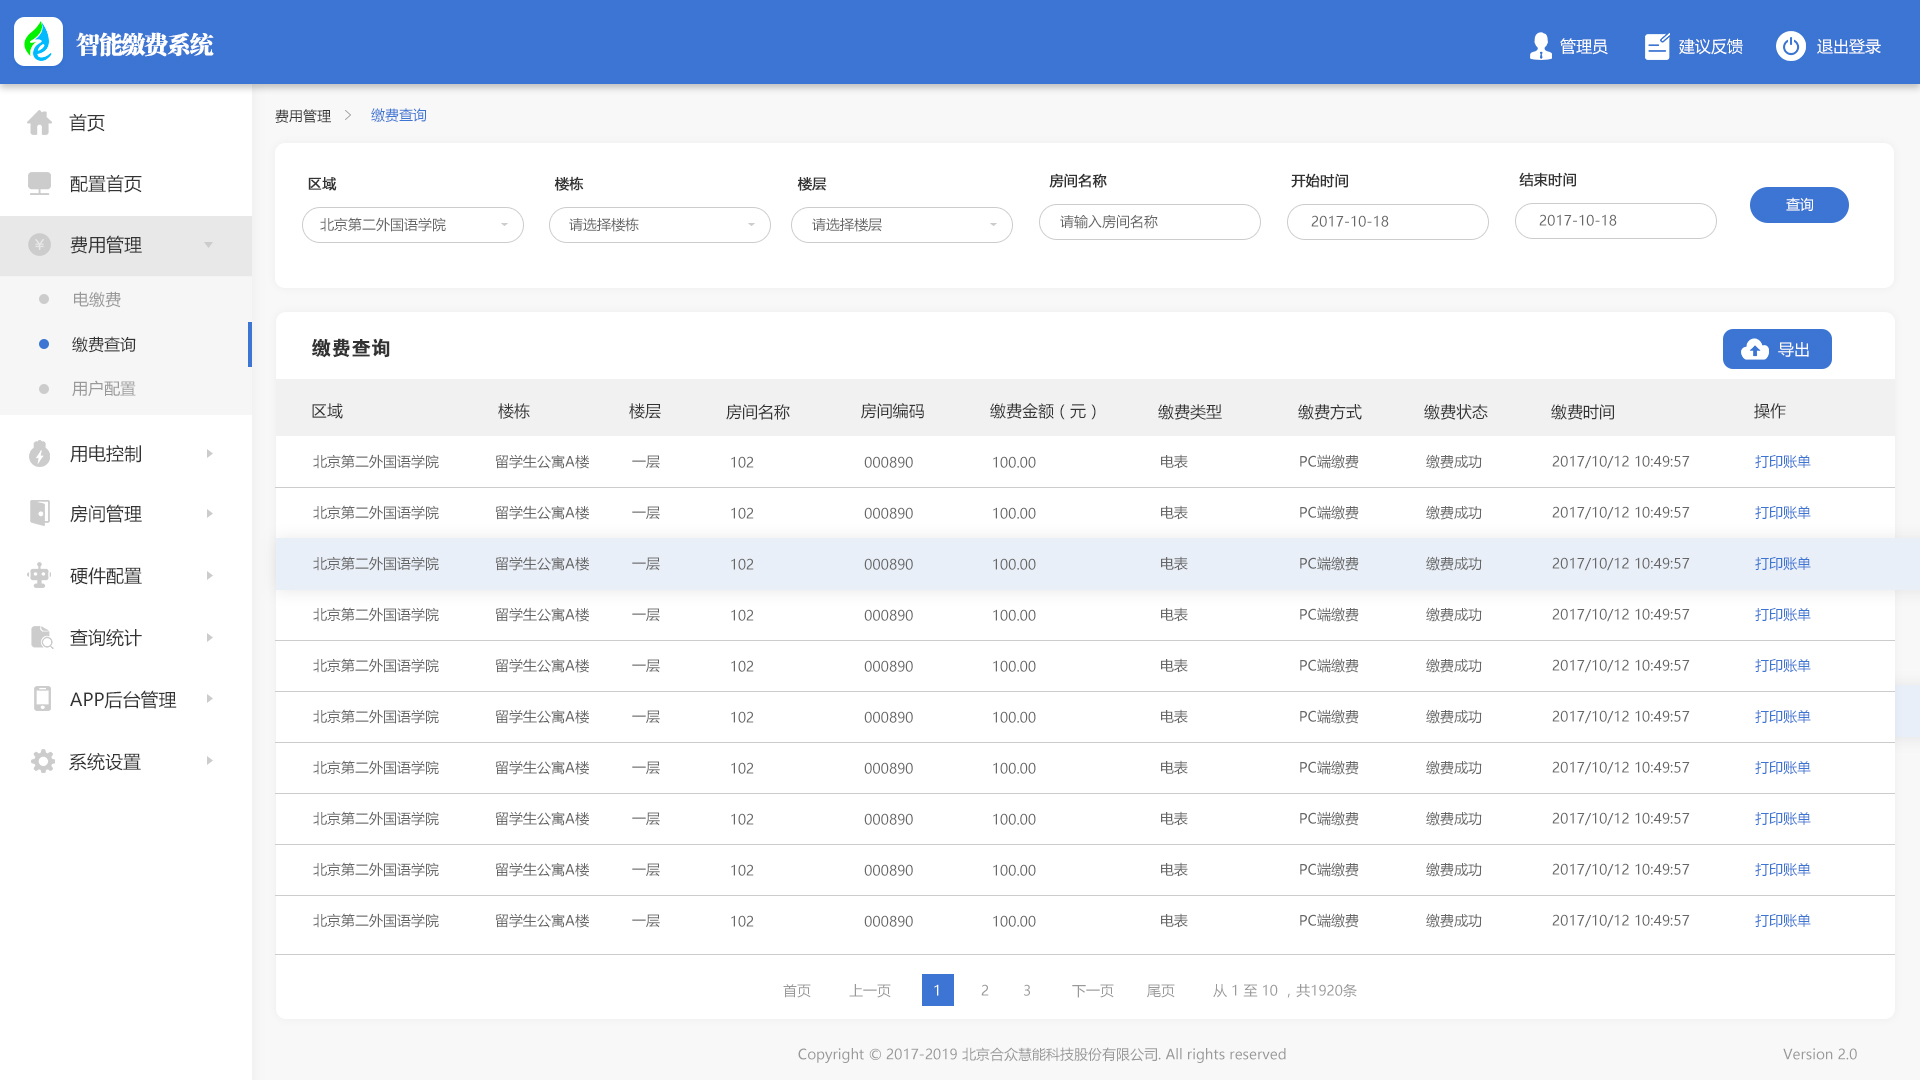 智能缴费系统
管理员 建议反馈 退出登录
首页
配置首页
费用管理
电缴费
缴费查询
用户配置
用电控制
房间管理
硬件配置
查询统计
APP后台管理
系统设置
费用管理 > 缴费查询
区域 楼栋 楼层 房间名称 开始时间 结束时间
北京第二外国语学院 请选择楼栋 请选择楼层 请输入房间名称 2017-10-18 2017-10-18 查询
缴费查询 导出
区域 楼栋 楼层 房间名称 房间编码 缴费金额（元） 缴费类型 缴费方式 缴费状态 缴费时间 操作
北京第二外国语学院 留学生公寓A楼 一层 102 000890 100.00 电表 PC端缴费 缴费成功 2017/10/12 10:49:57 打印账单
北京第二外国语学院 留学生公寓A楼 一层 102 000890 100.00 电表 PC端缴费 缴费成功 2017/10/12 10:49:57 打印账单
北京第二外国语学院 留学生公寓A楼 一层 102 000890 100.00 电表 PC端缴费 缴费成功 2017/10/12 10:49:57 打印账单
北京第二外国语学院 留学生公寓A楼 一层 102 000890 100.00 电表 PC端缴费 缴费成功 2017/10/12 10:49:57 打印账单
北京第二外国语学院 留学生公寓A楼 一层 102 000890 100.00 电表 PC端缴费 缴费成功 2017/10/12 10:49:57 打印账单
北京第二外国语学院 留学生公寓A楼 一层 102 000890 100.00 电表 PC端缴费 缴费成功 2017/10/12 10:49:57 打印账单
北京第二外国语学院 留学生公寓A楼 一层 102 000890 100.00 电表 PC端缴费 缴费成功 2017/10/12 10:49:57 打印账单
北京第二外国语学院 留学生公寓A楼 一层 102 000890 100.00 电表 PC端缴费 缴费成功 2017/10/12 10:49:57 打印账单
北京第二外国语学院 留学生公寓A楼 一层 102 000890 100.00 电表 PC端缴费 缴费成功 2017/10/12 10:49:57 打印账单
北京第二外国语学院 留学生公寓A楼 一层 102 000890 100.00 电表 PC端缴费 缴费成功 2017/10/12 10:49:57 打印账单
首页 上一页 1 2 3 下一页 尾页 从 1 至 10 ，共1920条
Copyright © 2017-2019 北京合众慧能科技股份有限公司. All rights reserved Version 2.0